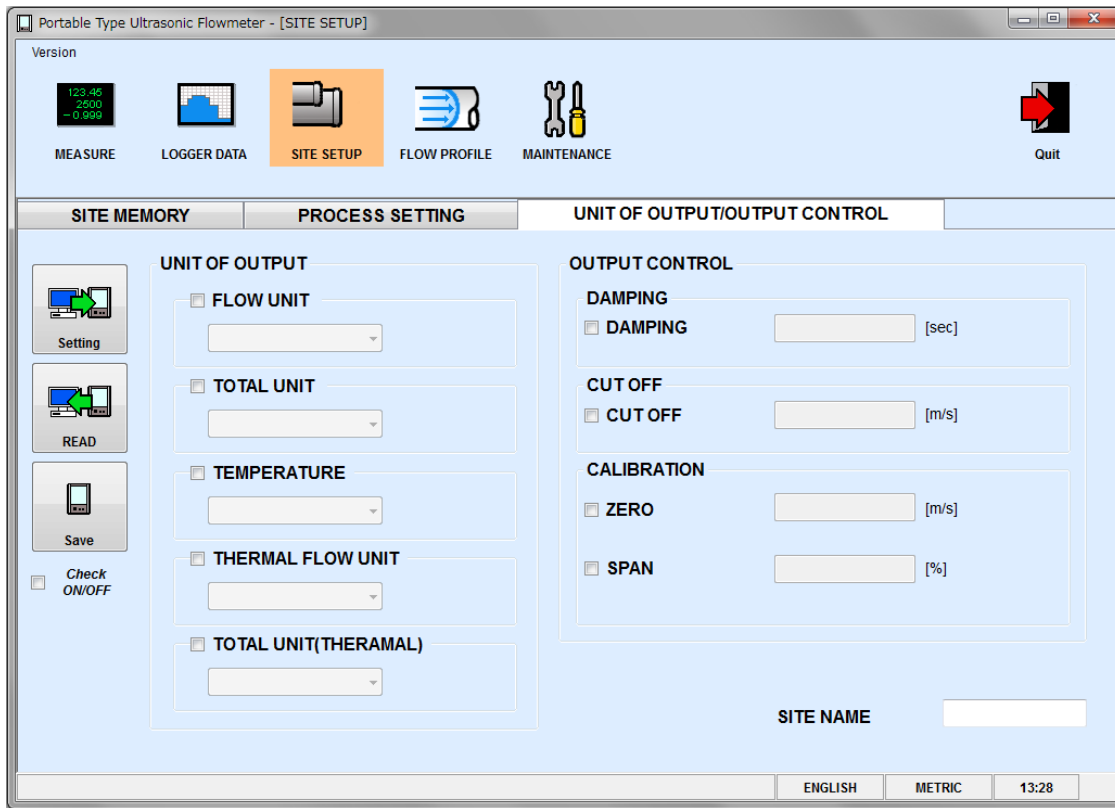 Portable Type Ultrasonic Flowmeter - [SITE SETUP]
Version
123.45
2500
-0.999
MEASURE
LOGGER DATA
SITE SETUP
FLOW PROFILE
MAINTENANCE
Quit
SITE MEMORY
PROCESS SETTING
UNIT OF OUTPUT/OUTPUT CONTROL
Setting
READ
Save
Check
ON/OFF
UNIT OF OUTPUT
FLOW UNIT
TOTAL UNIT
TEMPERATURE
THERMAL FLOW UNIT
TOTAL UNIT(THERAMAL)
OUTPUT CONTROL
DAMPING
DAMPING [sec]
CUT OFF
CUT OFF [m/s]
CALIBRATION
ZERO [m/s]
SPAN [%]
SITE NAME
ENGLISH
METRIC
13:28